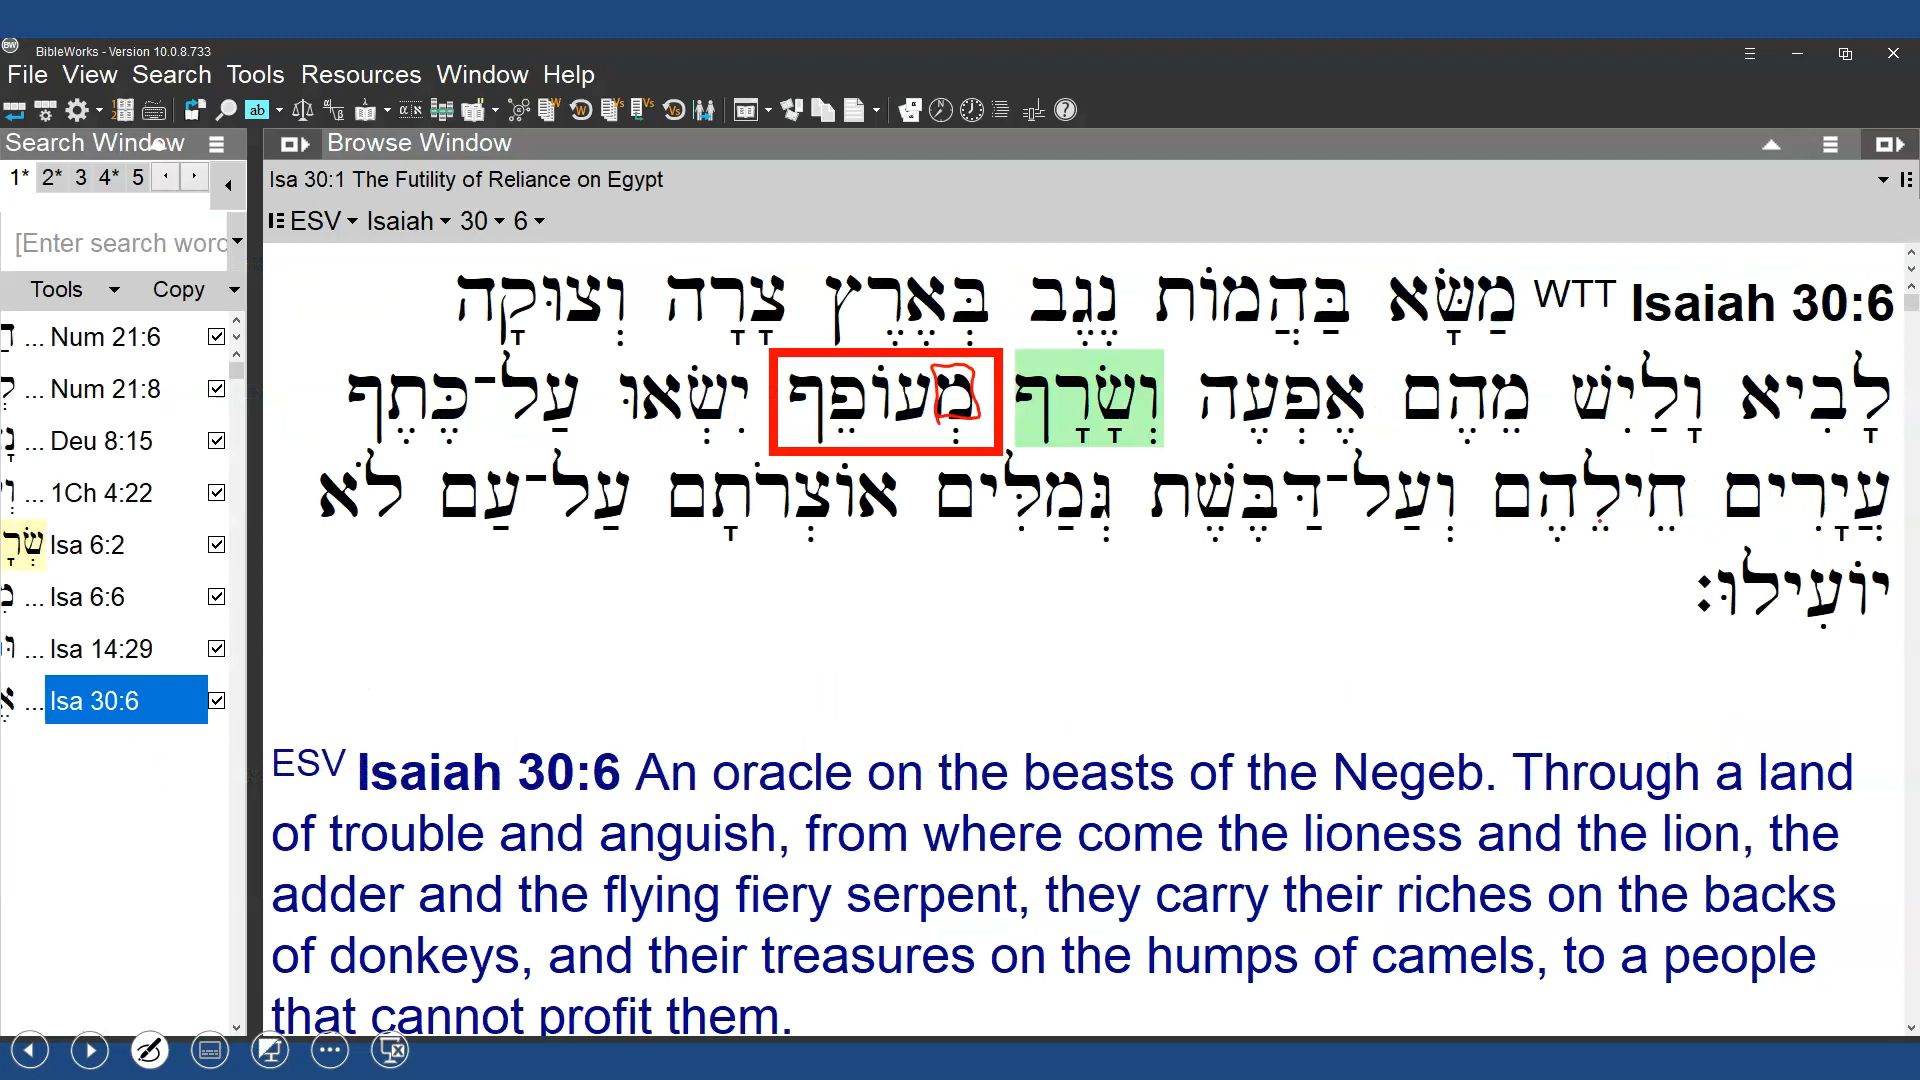 BW
BibleWorks - Version 10.0.8.733
File View Search Tools Resources Window Help
Search Window
Browse Window
1* 2* 3 4* 5
Isa 30:1 The Futility of Reliance on Egypt
ESV Isaiah 30 6
[Enter search word
Tools Copy
... Num 21:6
... Num 21:8
Deu 8:15
... 1Ch 4:22
Isa 6:2
... Isa 6:6
... Isa 14:29
... Isa 30:6
WTT Isaiah 30:6 מַשָּׂא בַּהֲמוֹת נֶגֶב בְּאֶרֶץ צָרָה וְצוּקָה
לָבִיא וָלַיִשׁ מֵהֶם אֶפְעֶה וְשָׂרָף מְעוֹפֵף יִשְׂאוּ עַל־כֶּתֶף
עֲיָרִים חֵילֵהֶם וְעַל־דַּבֶּשֶׁת גְּמַלִּים אוֹצְרֹתָם עַל־עַם לֹא
יוֹעִילוּ׃
ESV Isaiah 30:6 An oracle on the beasts of the Negeb. Through a land
of trouble and anguish, from where come the lioness and the lion, the
adder and the flying fiery serpent, they carry their riches on the backs
of donkeys, and their treasures on the humps of camels, to a people
that cannot profit them.